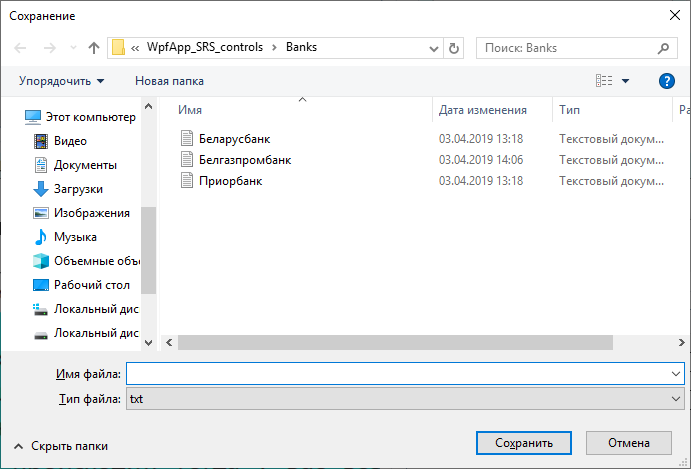 Сохранение
« WpfApp_SRS_controls › Banks
Поиск: Banks
Упорядочить
Новая папка
Имя
Дата изменения
Тип
Ра
Этот компьютер
Видео
Документы
Загрузки
Изображения
Музыка
Объемные объ
Рабочий стол
Локальный дис
Локальный дис
Беларусбанк 03.04.2019 13:18 Текстовый докум...
Белгазпромбанк 03.04.2019 14:06 Текстовый докум...
Приорбанк 03.04.2019 13:18 Текстовый докум...
Имя файла:
Тип файла: txt
Скрыть папки
Сохранить
Отмена